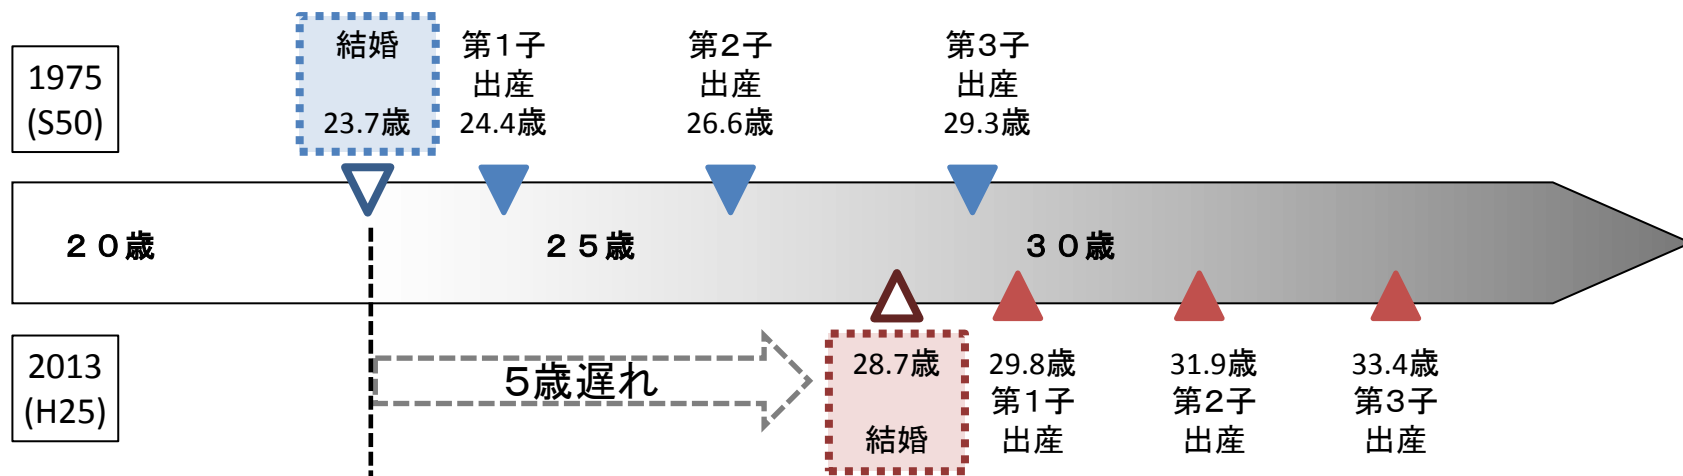 1975
(S50)
結婚
23.7歳
第1子
出産
24.4歳
第2子
出産
26.6歳
第3子
出産
29.3歳
２０歳
２５歳
３０歳
2013
(H25)
5歳遅れ
28.7歳
結婚
29.8歳
第1子
出産
31.9歳
第2子
出産
33.4歳
第3子
出産